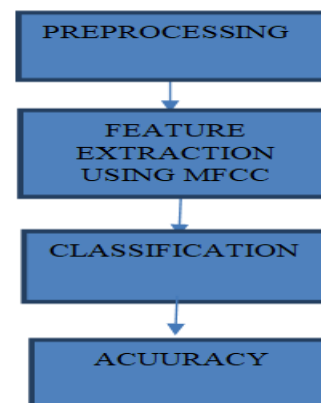 PREPROCESSING
FEATURE
EXTRACTION
USING MFCC
CLASSIFICATION
ACUURACY